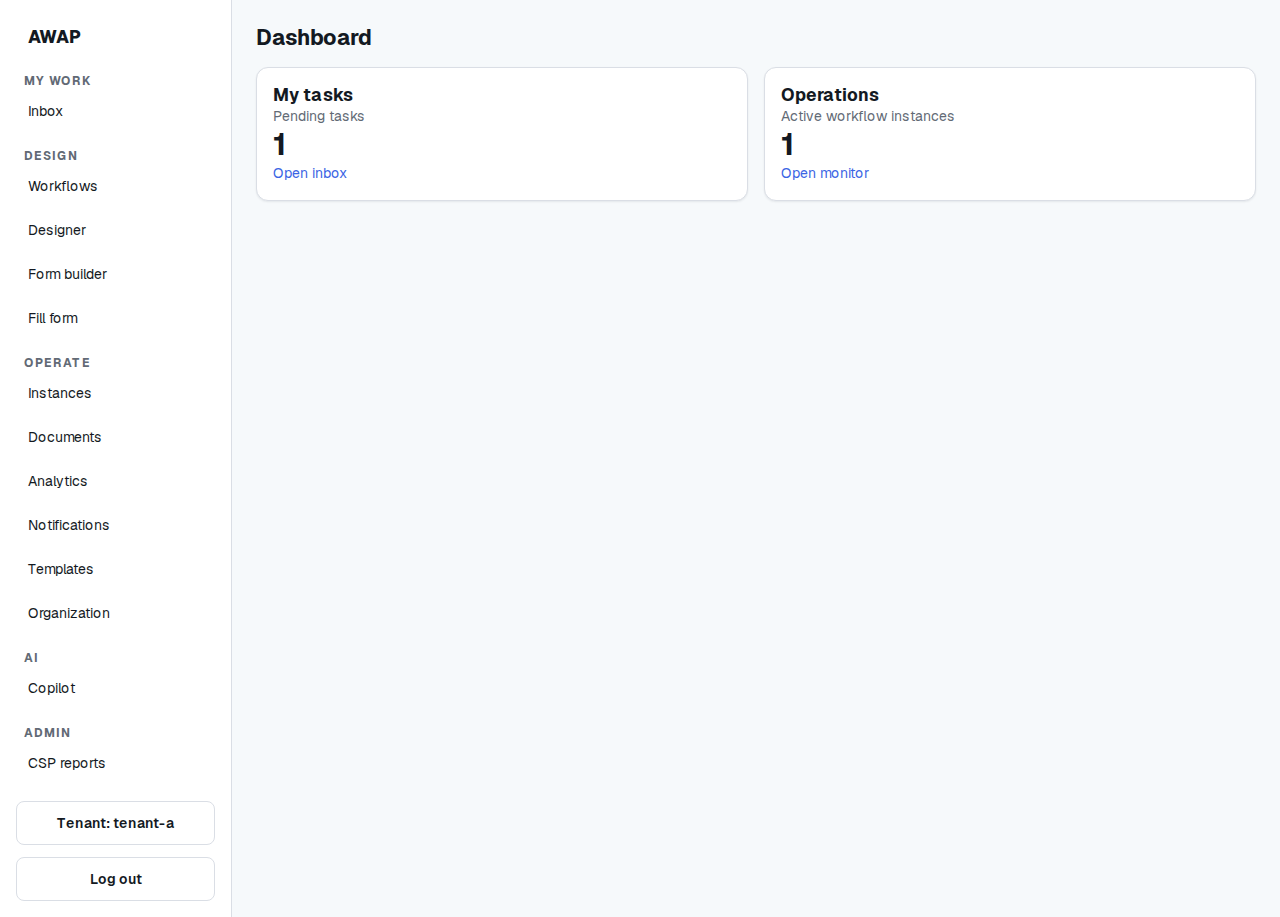 AWAP
MY WORK
Inbox
DESIGN
Workflows
Designer
Form builder
Fill form
OPERATE
Instances
Documents
Analytics
Notifications
Templates
Organization
AI
Copilot
ADMIN
CSP reports
Tenant: tenant-a
Log out
Dashboard
My tasks
Pending tasks
1
Open inbox
Operations
Active workflow instances
1
Open monitor